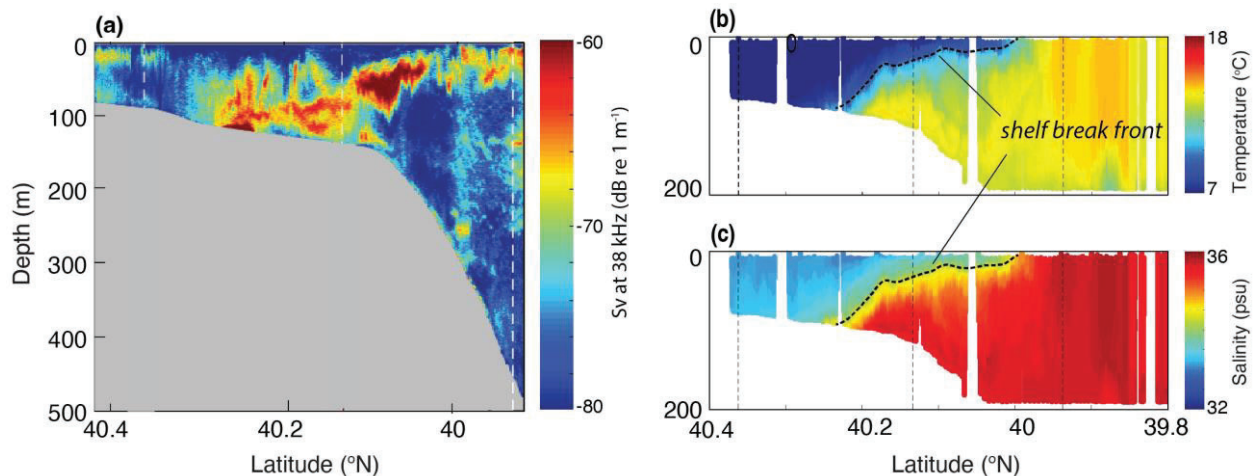 (a)
0
100
200
300
400
500
Depth (m)
40.4
40.2
40
Latitude (°N)
-60
-70
-80
Sv at 38 kHz (dB re 1 m⁻¹)
(b)
0
200
shelf break front
18
7
Temperature (°C)
(c)
0
200
40.4
40.2
40
39.8
Latitude (°N)
36
32
Salinity (psu)